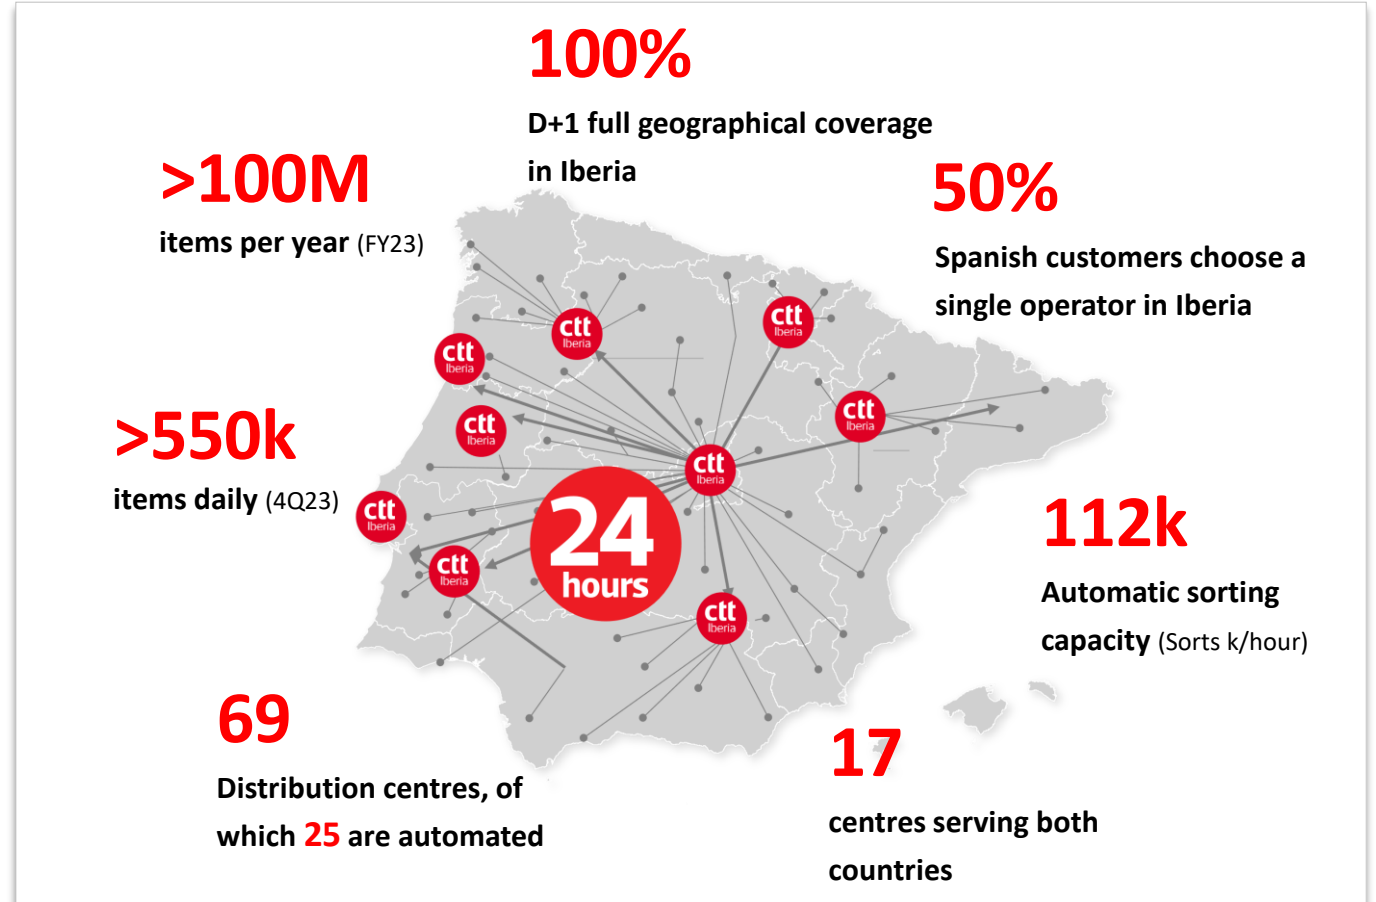 100%
D+1 full geographical coverage
in Iberia
>100M
items per year (FY23)
50%
Spanish customers choose a
single operator in Iberia
ctt
Iberia
ctt
Iberia
ctt
Iberia
ctt
Iberia
ctt
Iberia
ctt
Iberia
>550k
items daily (4Q23)
ctt
Iberia
24
hours
ctt
Iberia
ctt
Iberia
112k
Automatic sorting
capacity (Sorts k/hour)
69
Distribution centres, of
which 25 are automated
17
centres serving both
countries